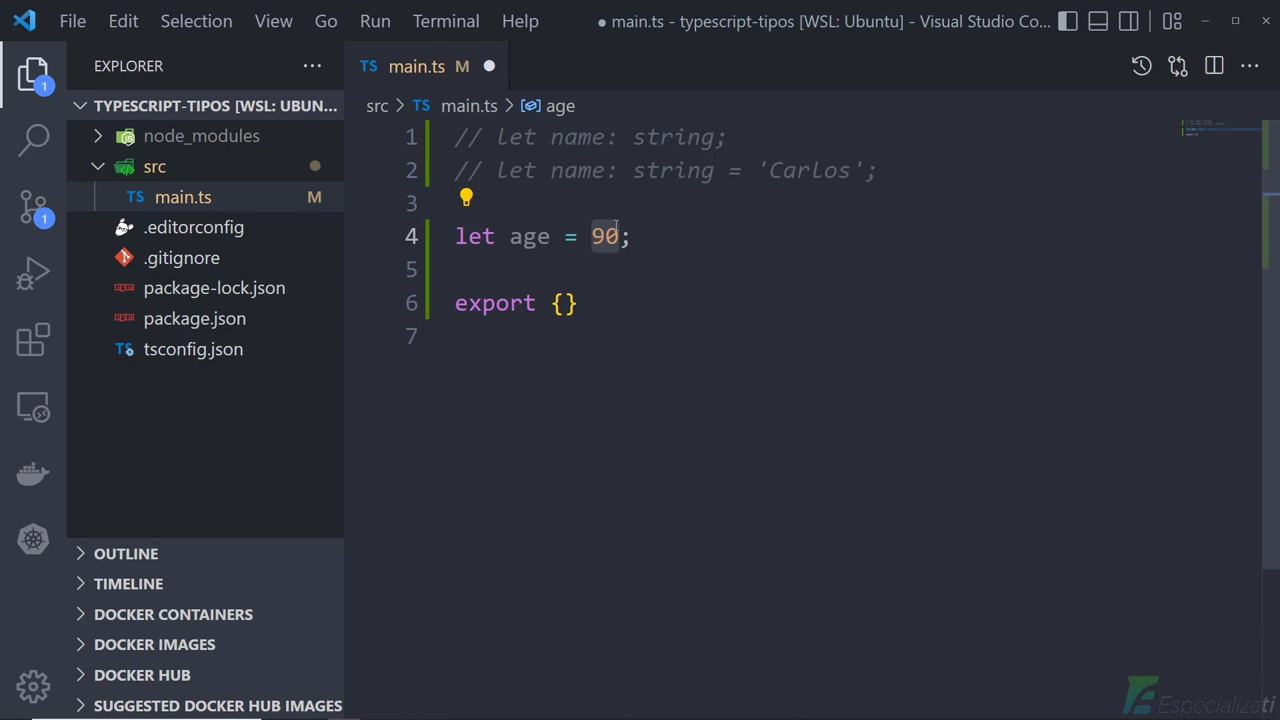 File Edit Selection View Go Run Terminal Help ● main.ts - typescript-tipos [WSL: Ubuntu] - Visual Studio Co...
EXPLORER
TYPESCRIPT-TIPOS [WSL: UBUN...
node_modules
src
TS main.ts M
.editorconfig
.gitignore
package-lock.json
package.json
TS tsconfig.json
OUTLINE
TIMELINE
DOCKER CONTAINERS
DOCKER IMAGES
DOCKER HUB
SUGGESTED DOCKER HUB IMAGES
1
1
TS main.ts M
src > TS main.ts > age
1 // let name: string;
2 // let name: string = 'Carlos';
3
4 let age = 90;
5
6 export {}
7
Especializati